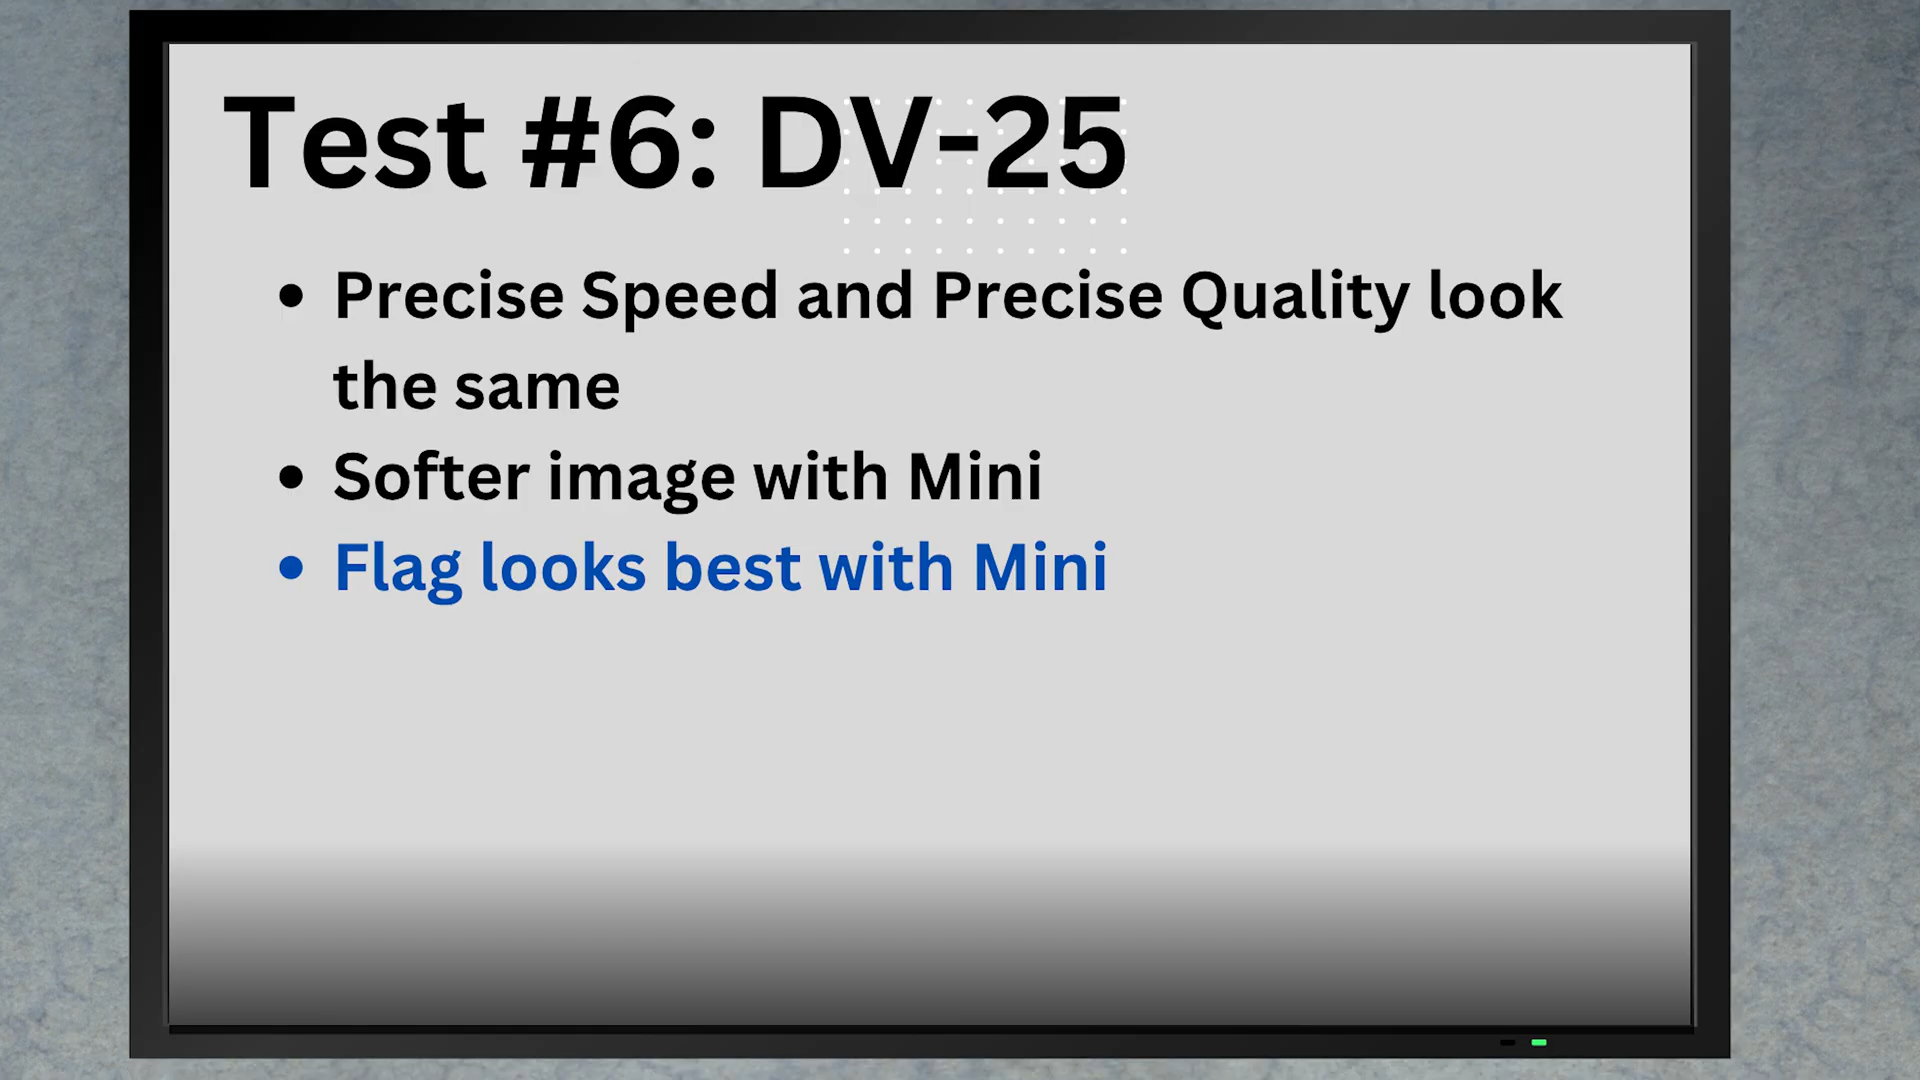 Test #6: DV-25
• Precise Speed and Precise Quality look
the same
• Softer image with Mini
• Flag looks best with Mini